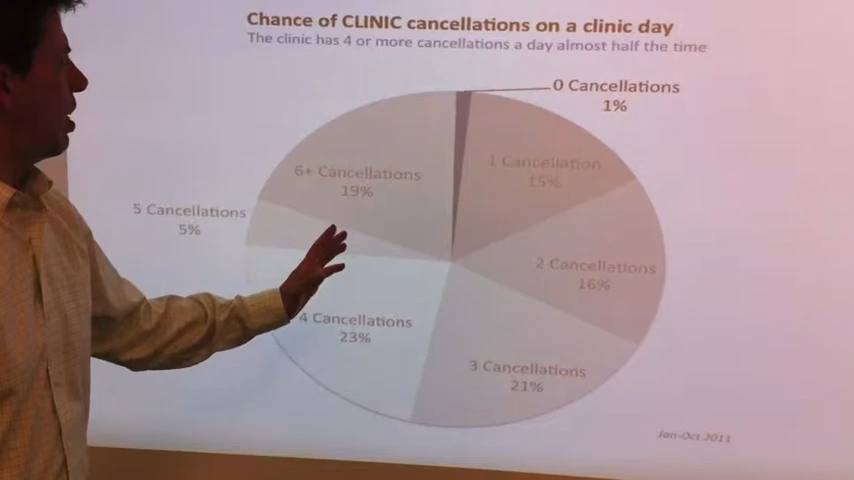 Chance of CLINIC cancellations on a clinic day
The clinic has 4 or more cancellations a day almost half the time
0 Cancellations
1%
1 Cancellation
15%
2 Cancellations
16%
3 Cancellations
21%
4 Cancellations
23%
5 Cancellations
5%
6+ Cancellations
19%
Jan-Oct 2011